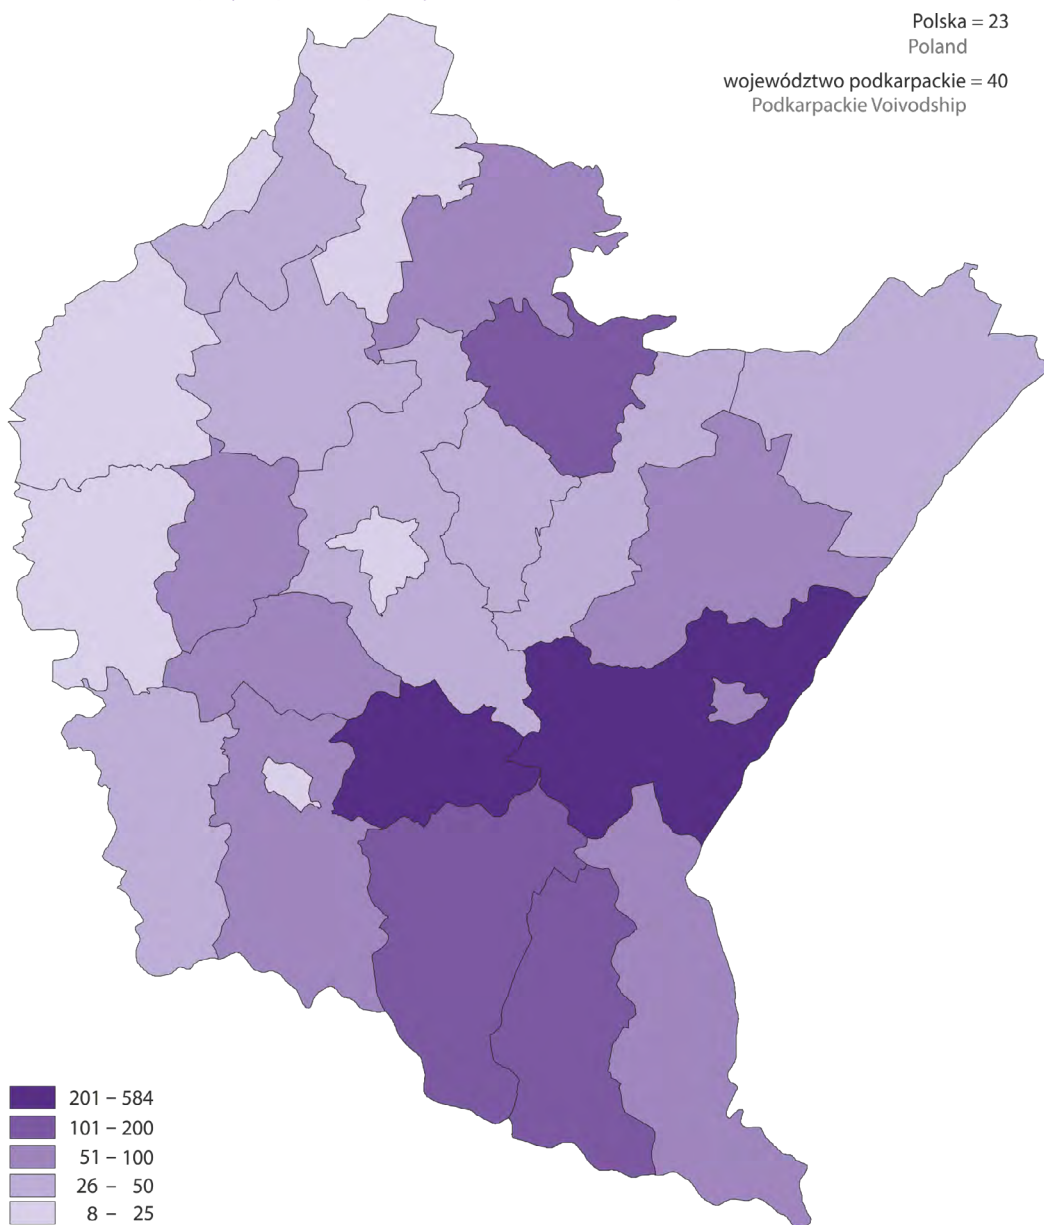 Polska = 23
Poland
województwo podkarpackie = 40
Podkarpackie Voivodship
201 – 584
101 – 200
51 – 100
26 – 50
8 – 25